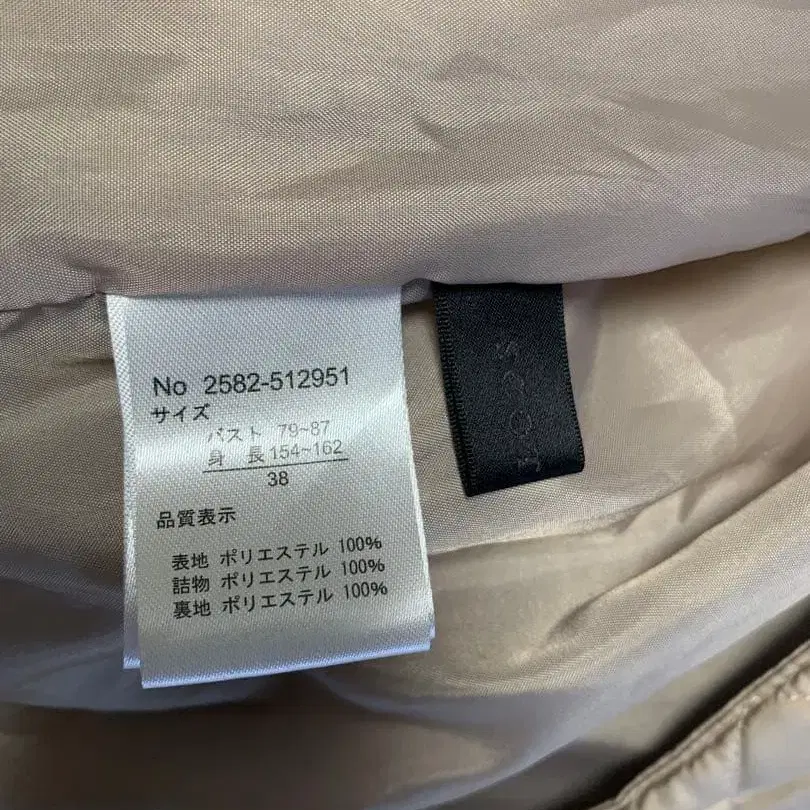 No 2582-512951
サイズ
バスト 79~87
身 長 154~162
38
品質表示
表地 ポリエステル 100%
詰物 ポリエステル 100%
裏地 ポリエステル 100%